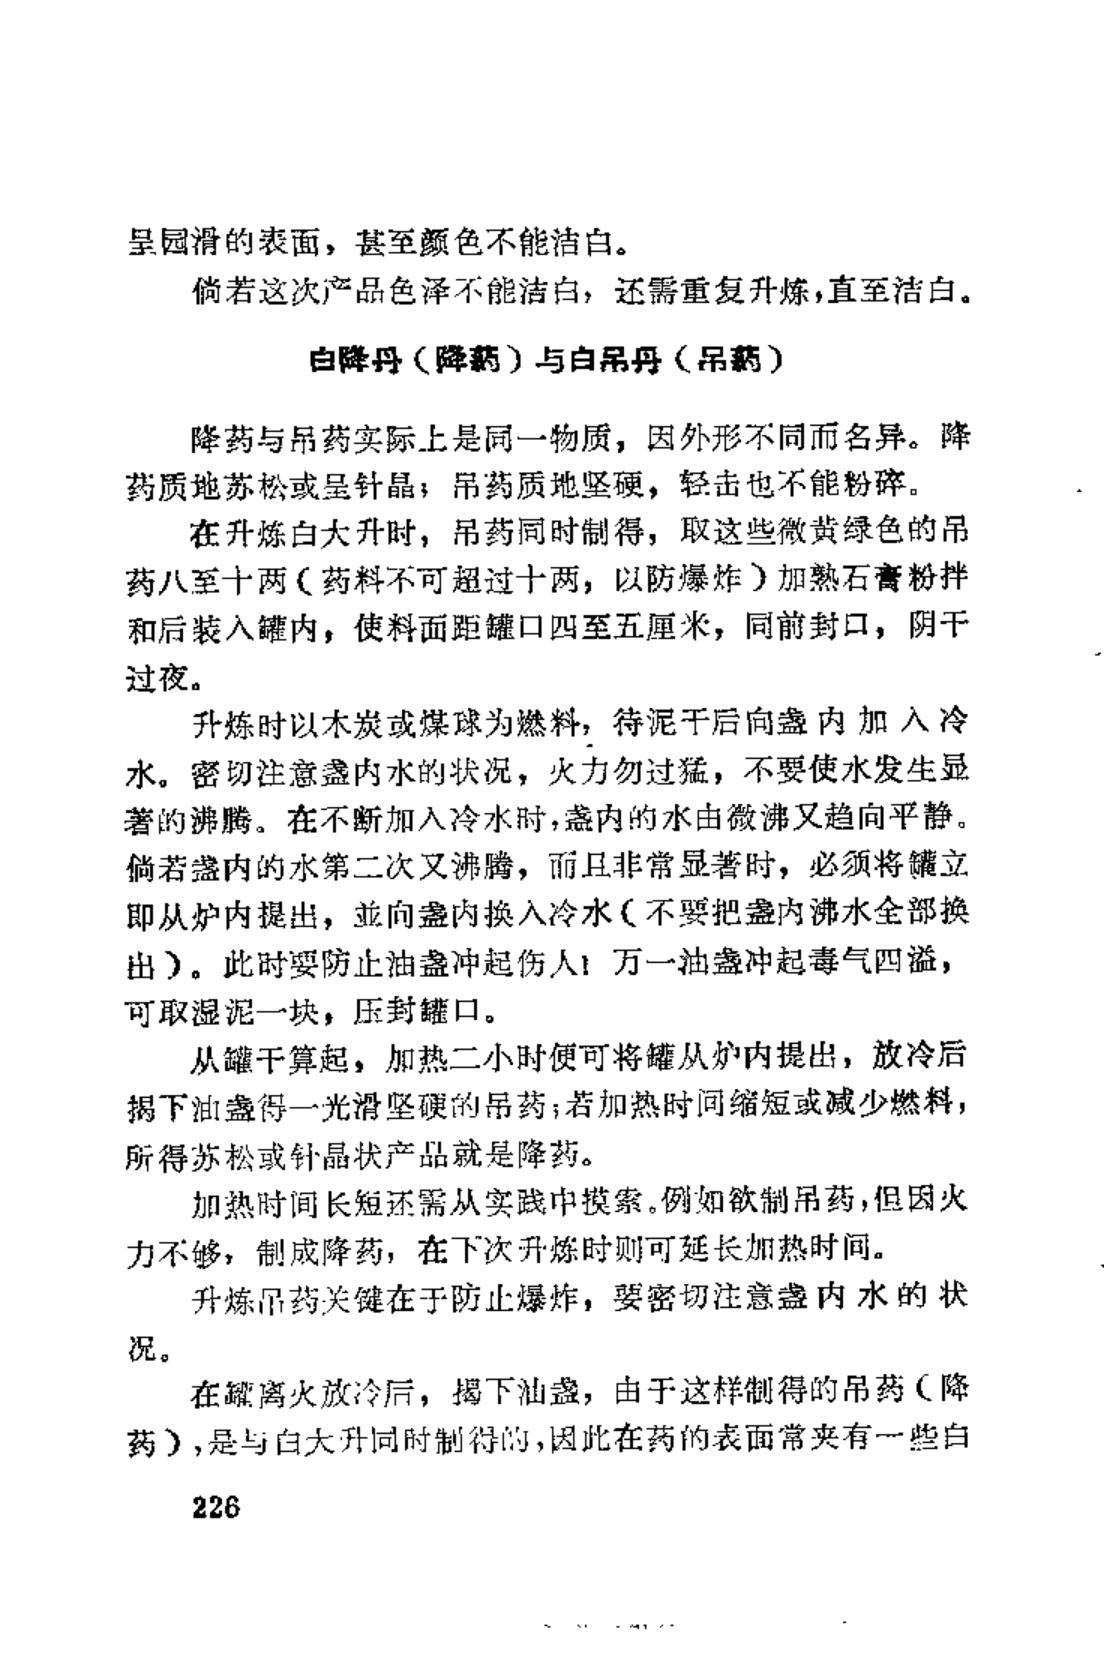 呈园滑的表面，甚至颜色不能洁白。
倘若这次产品色泽不能洁白，还需重复升炼，直至洁白。
白降丹（降药）与白吊丹（吊药）
降药与吊药实际上是同一物质，因外形不同而名异。降
药质地苏松或呈针晶；吊药质地坚硬，轻击也不能粉碎。
在升炼白大升时，吊药同时制得，取这些微黄绿色的吊
药八至十两（药料不可超过十两，以防爆炸）加熟石膏粉拌
和后装入罐内，使料面距罐口四至五厘米，同前封口，阴干
过夜。
升炼时以木炭或煤球为燃料，待泥干后向盏内加入冷
水。密切注意盏内水的状况，火力勿过猛，不要使水发生显
著的沸腾。在不断加入冷水时，盏内的水由微沸又趋向平静。
倘若盏内的水第二次又沸腾，而且非常显著时，必须将罐立
即从炉内提出，並向盏内换入冷水（不要把盏内沸水全部换
出）。此时要防止油盏冲起伤人！万一油盏冲起毒气四溢，
可取湿泥一块，压封罐口。
从罐干算起，加热二小时便可将罐从炉内提出，放冷后
揭下油盏得一光滑坚硬的吊药；若加热时间缩短或减少燃料，
所得苏松或针晶状产品就是降药。
加热时间长短还需从实践中摸索。例如欲制吊药，但因火
力不够，制成降药，在下次升炼时则可延长加热时间。
升炼吊药关键在于防止爆炸，要密切注意盏内水的状
况。
在罐离火放冷后，揭下油盏，由于这样制得的吊药（降
药），是与白大升同时制得的，因此在药的表面常夹有一些白
226